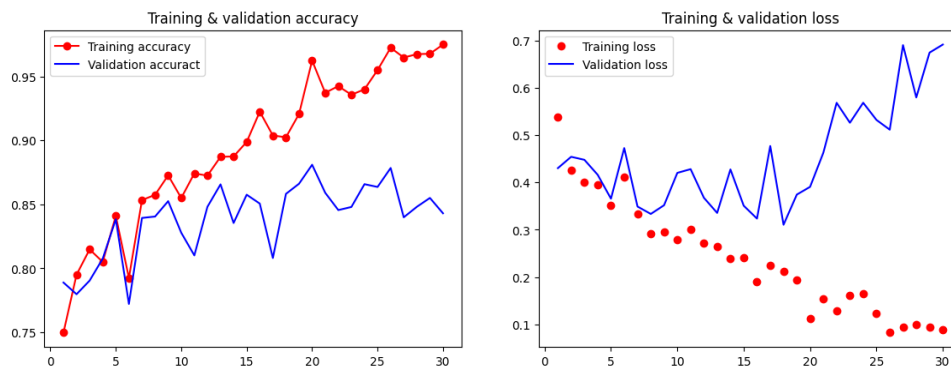 Training & validation accuracy
Training accuracy
Validation accuract
0.95
0.90
0.85
0.80
0.75
0 5 10 15 20 25 30
Training & validation loss
Training loss
Validation loss
0.7
0.6
0.5
0.4
0.3
0.2
0.1
0 5 10 15 20 25 30